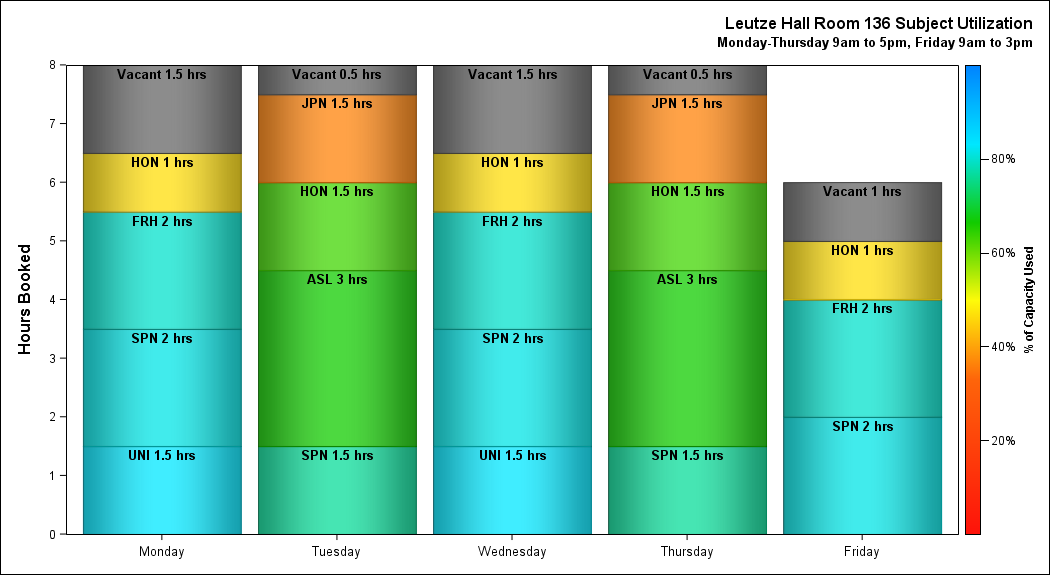 Leutze Hall Room 136 Subject Utilization
Monday-Thursday 9am to 5pm, Friday 9am to 3pm
Hours Booked
8
7
6
5
4
3
2
1
0
Vacant 1.5 hrs
HON 1 hrs
FRH 2 hrs
SPN 2 hrs
UNI 1.5 hrs
Monday
Vacant 0.5 hrs
JPN 1.5 hrs
HON 1.5 hrs
ASL 3 hrs
SPN 1.5 hrs
Tuesday
Vacant 1.5 hrs
HON 1 hrs
FRH 2 hrs
SPN 2 hrs
UNI 1.5 hrs
Wednesday
Vacant 0.5 hrs
JPN 1.5 hrs
HON 1.5 hrs
ASL 3 hrs
SPN 1.5 hrs
Thursday
Vacant 1 hrs
HON 1 hrs
FRH 2 hrs
SPN 2 hrs
Friday
80%
60%
40%
20%
% of Capacity Used